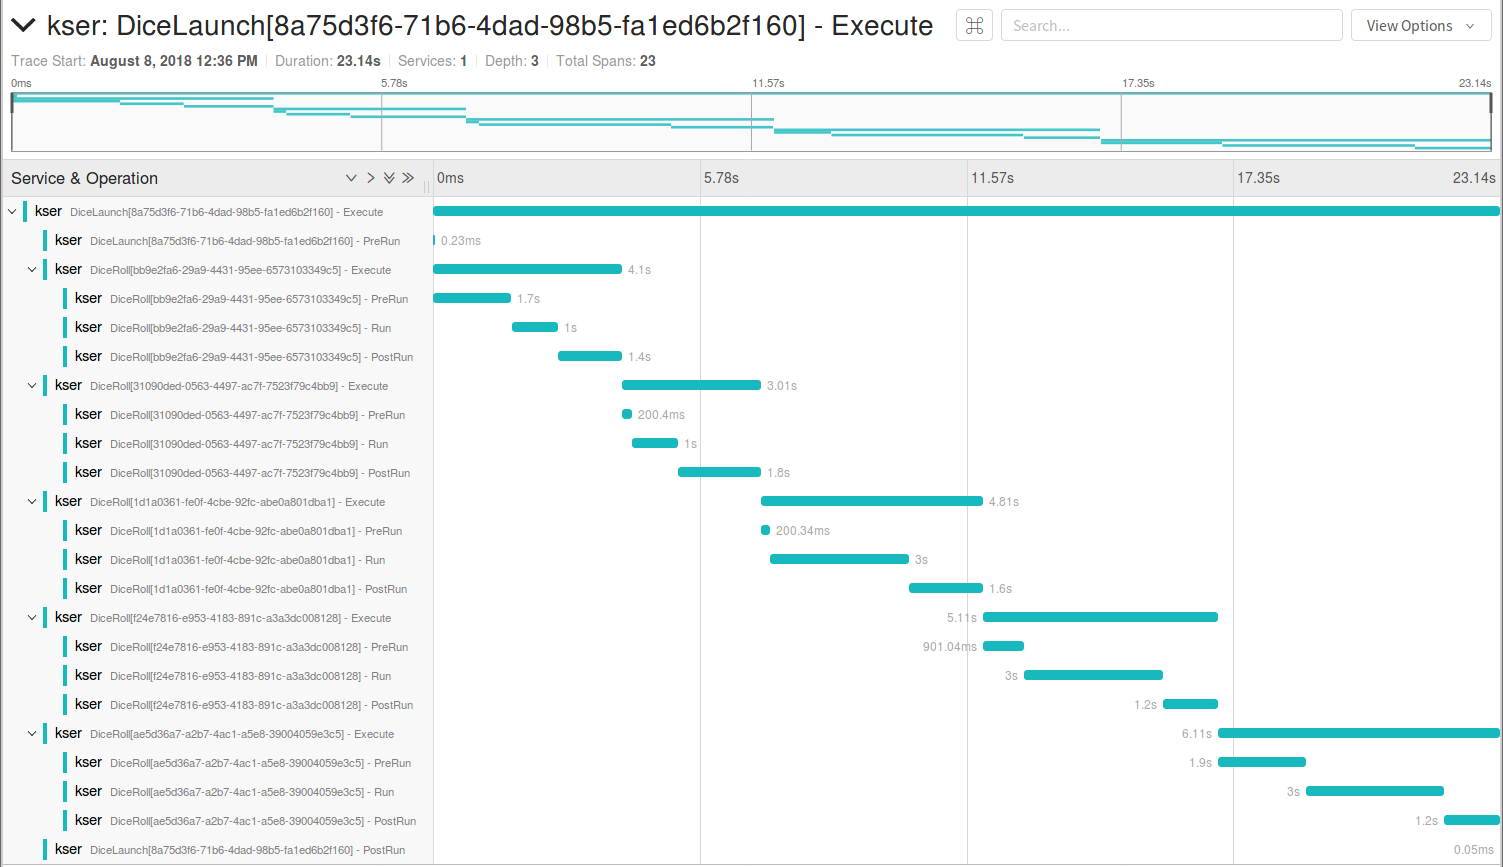 kser: DiceLaunch[8a75d3f6-71b6-4dad-98b5-fa1ed6b2f160] - Execute
⌘ Search... View Options
Trace Start: August 8, 2018 12:36 PM Duration: 23.14s Services: 1 Depth: 3 Total Spans: 23
0ms 5.78s 11.57s 17.35s 23.14s
Service & Operation 0ms 5.78s 11.57s 17.35s 23.14s
kser DiceLaunch[8a75d3f6-71b6-4dad-98b5-fa1ed6b2f160] - Execute
kser DiceLaunch[8a75d3f6-71b6-4dad-98b5-fa1ed6b2f160] - PreRun 0.23ms
kser DiceRoll[bb9e2fa6-29a9-4431-95ee-6573103349c5] - Execute 4.1s
kser DiceRoll[bb9e2fa6-29a9-4431-95ee-6573103349c5] - PreRun 1.7s
kser DiceRoll[bb9e2fa6-29a9-4431-95ee-6573103349c5] - Run 1s
kser DiceRoll[bb9e2fa6-29a9-4431-95ee-6573103349c5] - PostRun 1.4s
kser DiceRoll[31090ded-0563-4497-ac7f-7523f79c4bb9] - Execute 3.01s
kser DiceRoll[31090ded-0563-4497-ac7f-7523f79c4bb9] - PreRun 200.4ms
kser DiceRoll[31090ded-0563-4497-ac7f-7523f79c4bb9] - Run 1s
kser DiceRoll[31090ded-0563-4497-ac7f-7523f79c4bb9] - PostRun 1.8s
kser DiceRoll[1d1a0361-fe0f-4cbe-92fc-abe0a801dba1] - Execute 4.81s
kser DiceRoll[1d1a0361-fe0f-4cbe-92fc-abe0a801dba1] - PreRun 200.34ms
kser DiceRoll[1d1a0361-fe0f-4cbe-92fc-abe0a801dba1] - Run 3s
kser DiceRoll[1d1a0361-fe0f-4cbe-92fc-abe0a801dba1] - PostRun 1.6s
kser DiceRoll[f24e7816-e953-4183-891c-a3a3dc008128] - Execute 5.11s
kser DiceRoll[f24e7816-e953-4183-891c-a3a3dc008128] - PreRun 901.04ms
kser DiceRoll[f24e7816-e953-4183-891c-a3a3dc008128] - Run 3s
kser DiceRoll[f24e7816-e953-4183-891c-a3a3dc008128] - PostRun 1.2s
kser DiceRoll[ae5d36a7-a2b7-4ac1-a5e8-39004059e3c5] - Execute 6.11s
kser DiceRoll[ae5d36a7-a2b7-4ac1-a5e8-39004059e3c5] - PreRun 1.9s
kser DiceRoll[ae5d36a7-a2b7-4ac1-a5e8-39004059e3c5] - Run 3s
kser DiceRoll[ae5d36a7-a2b7-4ac1-a5e8-39004059e3c5] - PostRun 1.2s
kser DiceLaunch[8a75d3f6-71b6-4dad-98b5-fa1ed6b2f160] - PostRun 0.05ms